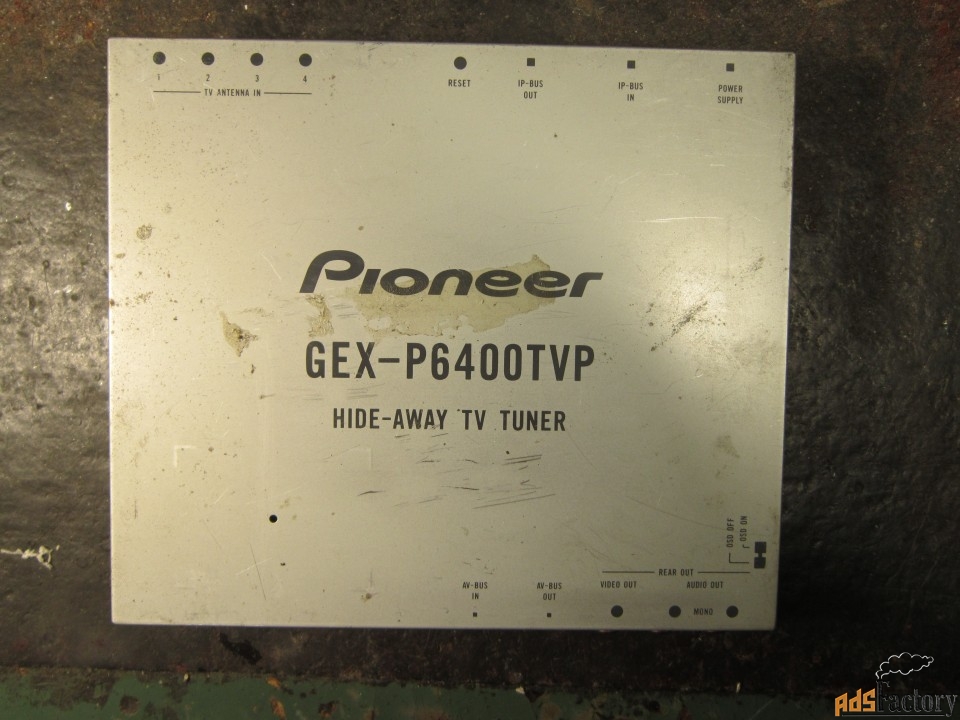 1 2 3 4
TV ANTENNA IN
RESET
IP-BUS
OUT
IP-BUS
IN
POWER
SUPPLY
Pioneer
GEX-P6400TVP
HIDE-AWAY TV TUNER
OSD OFF
OSD ON
REAR OUT
AV-BUS
IN
AV-BUS
OUT
VIDEO OUT
AUDIO OUT
MONO
AdsFactory